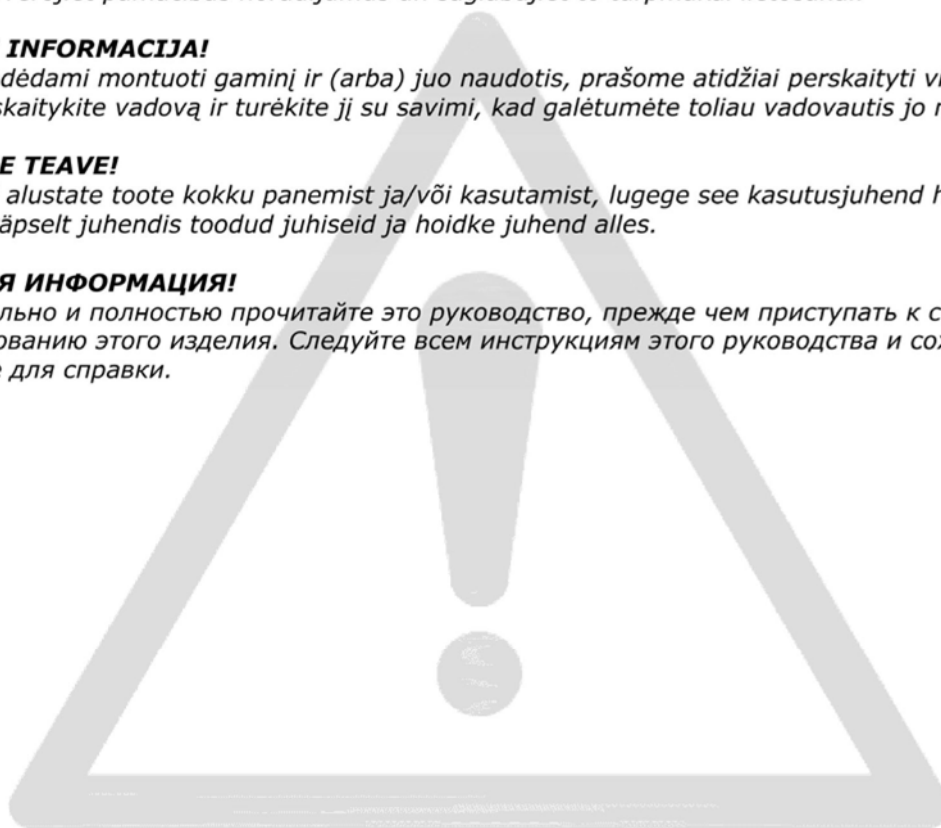 INFORMACIJA!
dėdami montuoti gaminį ir (arba) juo naudotis, prašome atidžiai perskaityti
skaitykite vadovą ir turėkite jį su savimi, kad galėtumėte toliau vadovautis jo
E TEAVE!
alustate toote kokku panemist ja/või kasutamist, lugege see kasutusjuhend h
äpselt juhendis toodud juhiseid ja hoidke juhend alles.
Я ИНФОРМАЦИЯ!
льно и полностью прочитайте это руководство, прежде чем приступать к с
ованию этого изделия. Следуйте всем инструкциям этого руководства и сох
для справки.